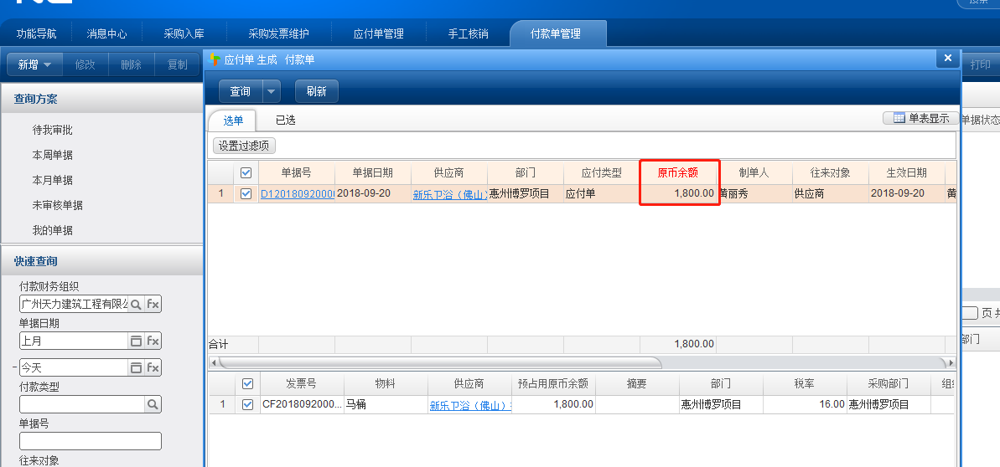 功能导航 消息中心 采购入库 采购发票维护 应付单管理 手工核销 付款单管理
新增 修改 删除 复制 打印
应付单 生成 付款单
查询 刷新
选单 已选 单表显示
设置过滤项
单据号 单据日期 供应商 部门 应付类型 原币余额 制单人 往来对象 生效日期
1 D12018092000 2018-09-20 新乐卫浴（佛山） 惠州博罗项目 应付单 1,800.00 黄丽秀 供应商 2018-09-20 黄
合计 1,800.00
发票号 物料 供应商 预占用原币余额 摘要 部门 税率 采购部门 组
1 CF2018092000... 马桶 新乐卫浴（佛山） 1,800.00 惠州博罗项目 16.00 惠州博罗项目
查询方案
待我审批
本周单据
本月单据
未审核单据
我的单据
快速查询
付款财务组织
广州天力建筑工程有限公
单据日期
上月
-今天
付款类型
单据号
往来对象
单据状态
页 共
部门